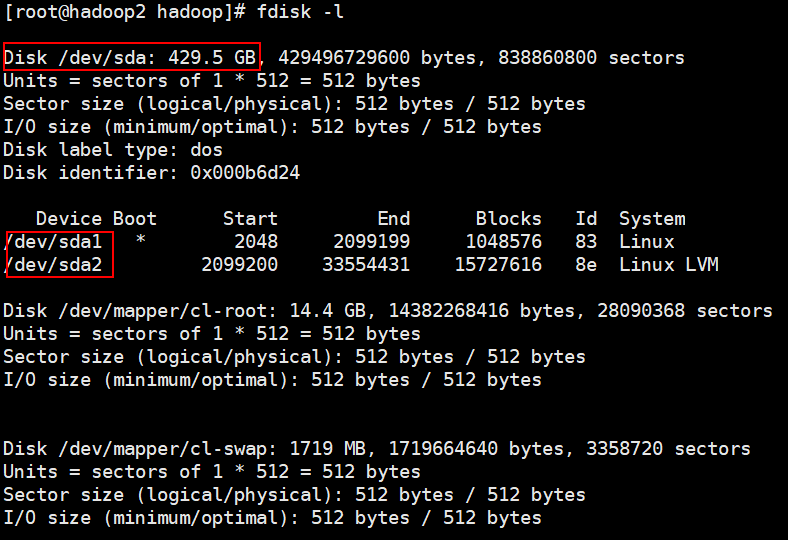 [root@hadoop2 hadoop]# fdisk -l
Disk /dev/sda: 429.5 GB, 429496729600 bytes, 838860800 sectors
Units = sectors of 1 * 512 = 512 bytes
Sector size (logical/physical): 512 bytes / 512 bytes
I/O size (minimum/optimal): 512 bytes / 512 bytes
Disk label type: dos
Disk identifier: 0x000b6d24
Device Boot Start End Blocks Id System
/dev/sda1 * 2048 2099199 1048576 83 Linux
/dev/sda2 2099200 33554431 15727616 8e Linux LVM
Disk /dev/mapper/cl-root: 14.4 GB, 14382268416 bytes, 28090368 sectors
Units = sectors of 1 * 512 = 512 bytes
Sector size (logical/physical): 512 bytes / 512 bytes
I/O size (minimum/optimal): 512 bytes / 512 bytes
Disk /dev/mapper/cl-swap: 1719 MB, 1719664640 bytes, 3358720 sectors
Units = sectors of 1 * 512 = 512 bytes
Sector size (logical/physical): 512 bytes / 512 bytes
I/O size (minimum/optimal): 512 bytes / 512 bytes